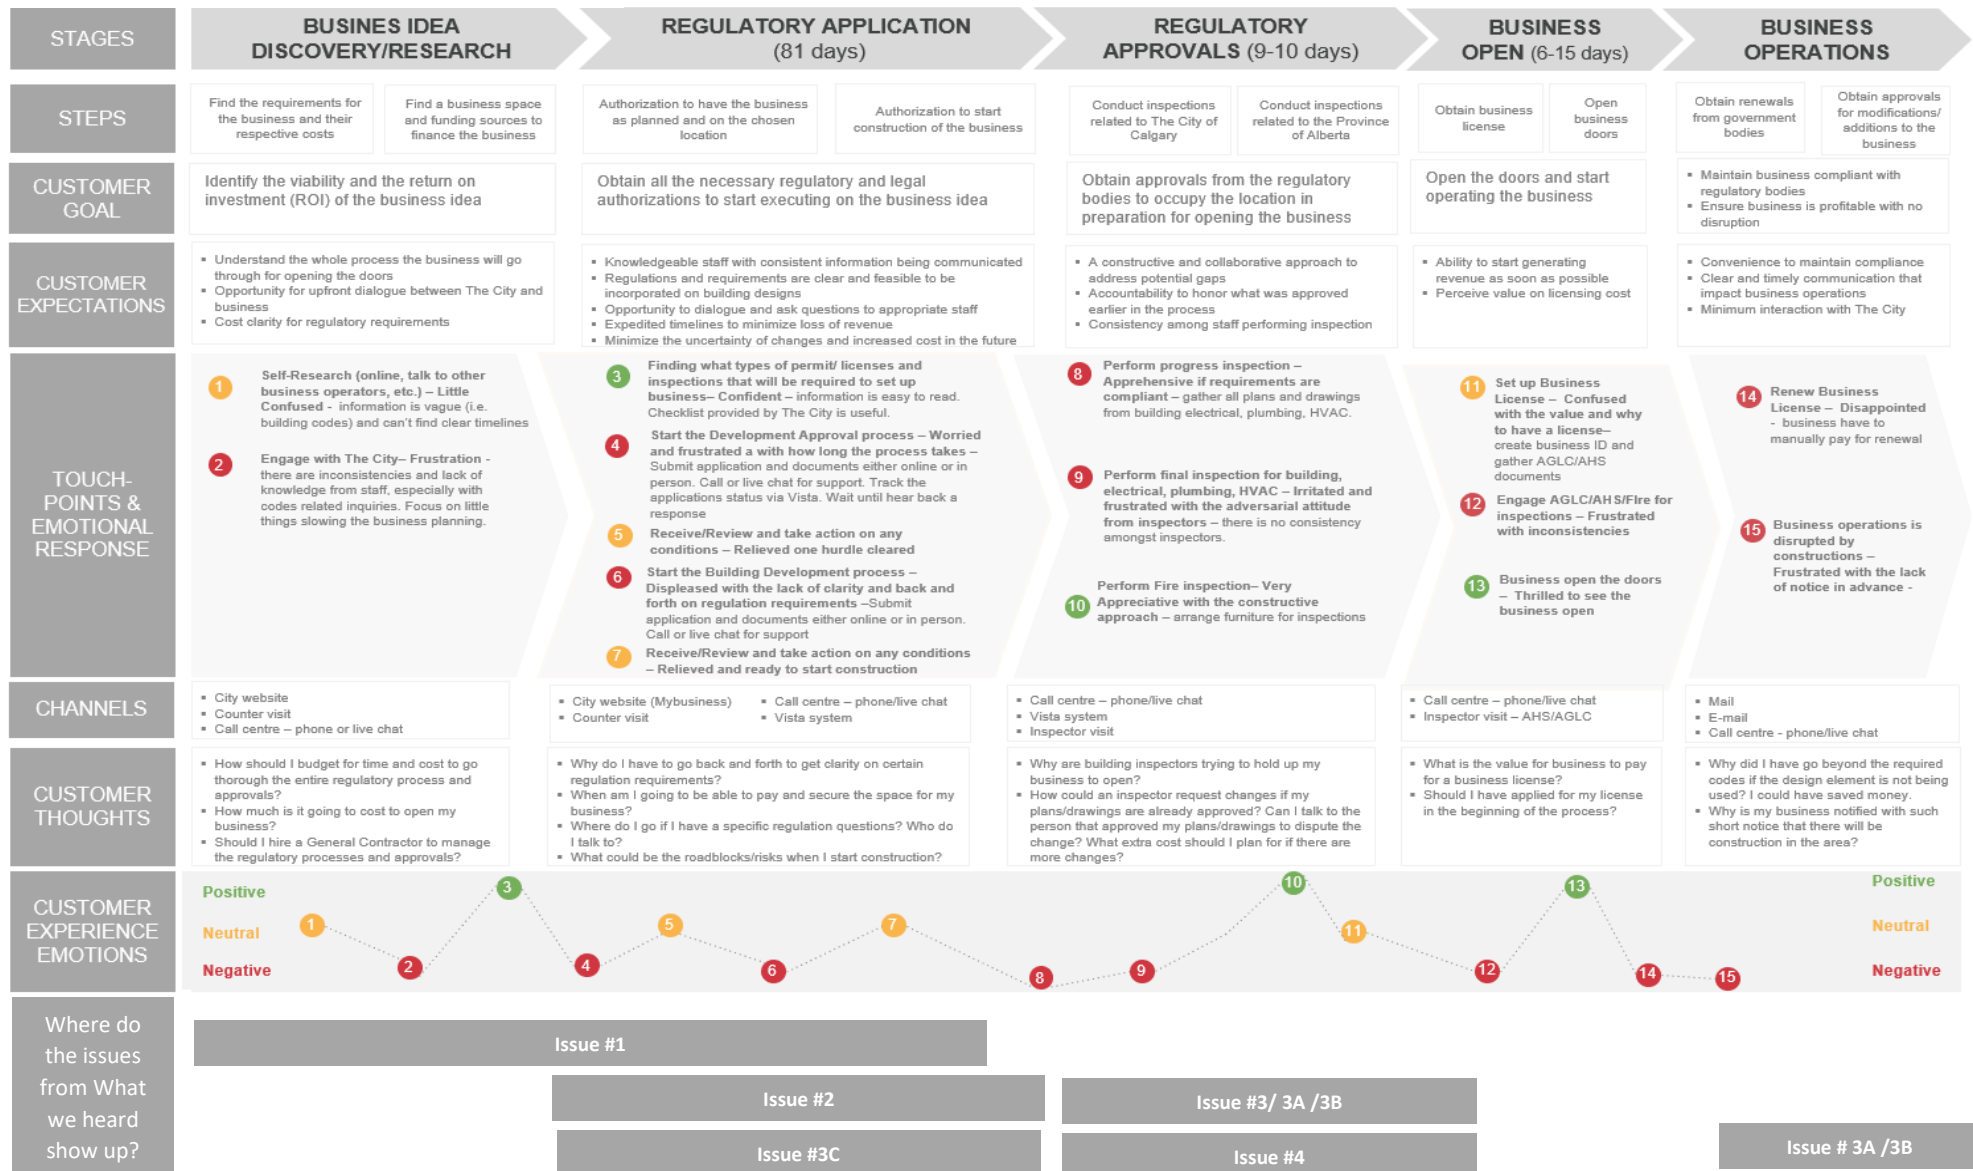 STAGES
BUSINES IDEA
DISCOVERY/RESEARCH
REGULATORY APPLICATION
(81 days)
REGULATORY
APPROVALS (9-10 days)
BUSINESS
OPEN (6-15 days)
BUSINESS
OPERATIONS
STEPS
Find the requirements for
the business and their
respective costs
Find a business space
and funding sources to
finance the business
Authorization to have the business
as planned and on the chosen
location
Authorization to start
construction of the business
Conduct inspections
related to The City of
Calgary
Conduct inspections
related to the Province
of Alberta
Obtain business
license
Open
business
doors
Obtain renewals
from government
bodies
Obtain approvals
for modifications/
additions to the
business
CUSTOMER
GOAL
Identify the viability and the return on
investment (ROI) of the business idea
Obtain all the necessary regulatory and legal
authorizations to start executing on the business idea
Obtain approvals from the regulatory
bodies to occupy the location in
preparation for opening the business
Open the doors and start
operating the business
▪ Maintain business compliant with
regulatory bodies
▪ Ensure business is profitable with no
disruption
CUSTOMER
EXPECTATIONS
▪ Understand the whole process the business will go
through for opening the doors
▪ Opportunity for upfront dialogue between The City and
business
▪ Cost clarity for regulatory requirements
▪ Knowledgeable staff with consistent information being communicated
▪ Regulations and requirements are clear and feasible to be
incorporated on building designs
▪ Opportunity to dialogue and ask questions to appropriate staff
▪ Expedited timelines to minimize loss of revenue
▪ Minimize the uncertainty of changes and increased cost in the future
▪ A constructive and collaborative approach to
address potential gaps
▪ Accountability to honor what was approved
earlier in the process
▪ Consistency among staff performing inspection
▪ Ability to start generating
revenue as soon as possible
▪ Perceive value on licensing cost
▪ Convenience to maintain compliance
▪ Clear and timely communication that
impact business operations
▪ Minimum interaction with The City
TOUCH-
POINTS &
EMOTIONAL
RESPONSE
1
Self-Research (online, talk to other
business operators, etc.) – Little
Confused - information is vague (i.e.
building codes) and can't find clear timelines
2
Engage with The City– Frustration -
there are inconsistencies and lack of
knowledge from staff, especially with
codes related inquiries. Focus on little
things slowing the business planning.
3
Finding what types of permit/ licenses and
inspections that will be required to set up
business– Confident – information is easy to read.
Checklist provided by The City is useful.
4
Start the Development Approval process – Worried
and frustrated a with how long the process takes –
Submit application and documents either online or in
person. Call or live chat for support. Track the
applications status via Vista. Wait until hear back a
response
5
Receive/Review and take action on any
conditions – Relieved one hurdle cleared
6
Start the Building Development process –
Displeased with the lack of clarity and back and
forth on regulation requirements –Submit
application and documents either online or in person.
Call or live chat for support
7
Receive/Review and take action on any conditions
– Relieved and ready to start construction
8
Perform progress inspection –
Apprehensive if requirements are
compliant – gather all plans and drawings
from building electrical, plumbing, HVAC.
9
Perform final inspection for building,
electrical, plumbing, HVAC – Irritated and
frustrated with the adversarial attitude
from inspectors – there is no consistency
amongst inspectors.
10
Perform Fire inspection– Very
Appreciative with the constructive
approach – arrange furniture for inspections
11
Set up Business
License – Confused
with the value and why
to have a license–
create business ID and
gather AGLC/AHS
documents
12
Engage AGLC/AHS/FIre for
inspections – Frustrated
with inconsistencies
13
Business open the doors
– Thrilled to see the
business open
14
Renew Business
License – Disappointed
- business have to
manually pay for renewal
15
Business operations is
disrupted by
constructions –
Frustrated with the lack
of notice in advance -
CHANNELS
▪ City website
▪ Counter visit
▪ Call centre – phone or live chat
▪ City website (Mybusiness)
▪ Counter visit
▪ Call centre – phone/live chat
▪ Vista system
▪ Call centre – phone/live chat
▪ Vista system
▪ Inspector visit
▪ Call centre – phone/live chat
▪ Inspector visit – AHS/AGLC
▪ Mail
▪ E-mail
▪ Call centre - phone/live chat
CUSTOMER
THOUGHTS
▪ How should I budget for time and cost to go
thorough the entire regulatory process and
approvals?
▪ How much is it going to cost to open my
business?
▪ Should I hire a General Contractor to manage
the regulatory processes and approvals?
▪ Why do I have to go back and forth to get clarity on certain
regulation requirements?
▪ When am I going to be able to pay and secure the space for my
business?
▪ Where do I go if I have a specific regulation questions? Who do
I talk to?
▪ What could be the roadblocks/risks when I start construction?
▪ Why are building inspectors trying to hold up my
business to open?
▪ How could an inspector request changes if my
plans/drawings are already approved? Can I talk to the
person that approved my plans/drawings to dispute the
change? What extra cost should I plan for if there are
more changes?
▪ What is the value for business to pay
for a business license?
▪ Should I have applied for my license
in the beginning of the process?
▪ Why did I have go beyond the required
codes if the design element is not being
used? I could have saved money.
▪ Why is my business notified with such
short notice that there will be
construction in the area?
CUSTOMER
EXPERIENCE
EMOTIONS
Positive
Neutral
Negative
1
2
3
4
5
6
7
8
9
10
11
12
13
14
15
Positive
Neutral
Negative
Where do
the issues
from What
we heard
show up?
Issue #1
Issue #2
Issue #3/ 3A /3B
Issue #3C
Issue #4
Issue # 3A /3B